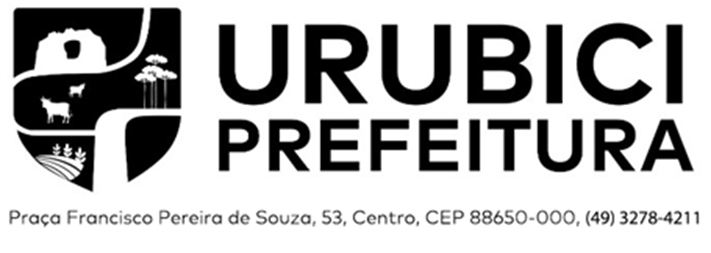 URUBICI
PREFEITURA
Praça Francisco Pereira de Souza, 53, Centro, CEP 88650-000, (49) 3278-4211